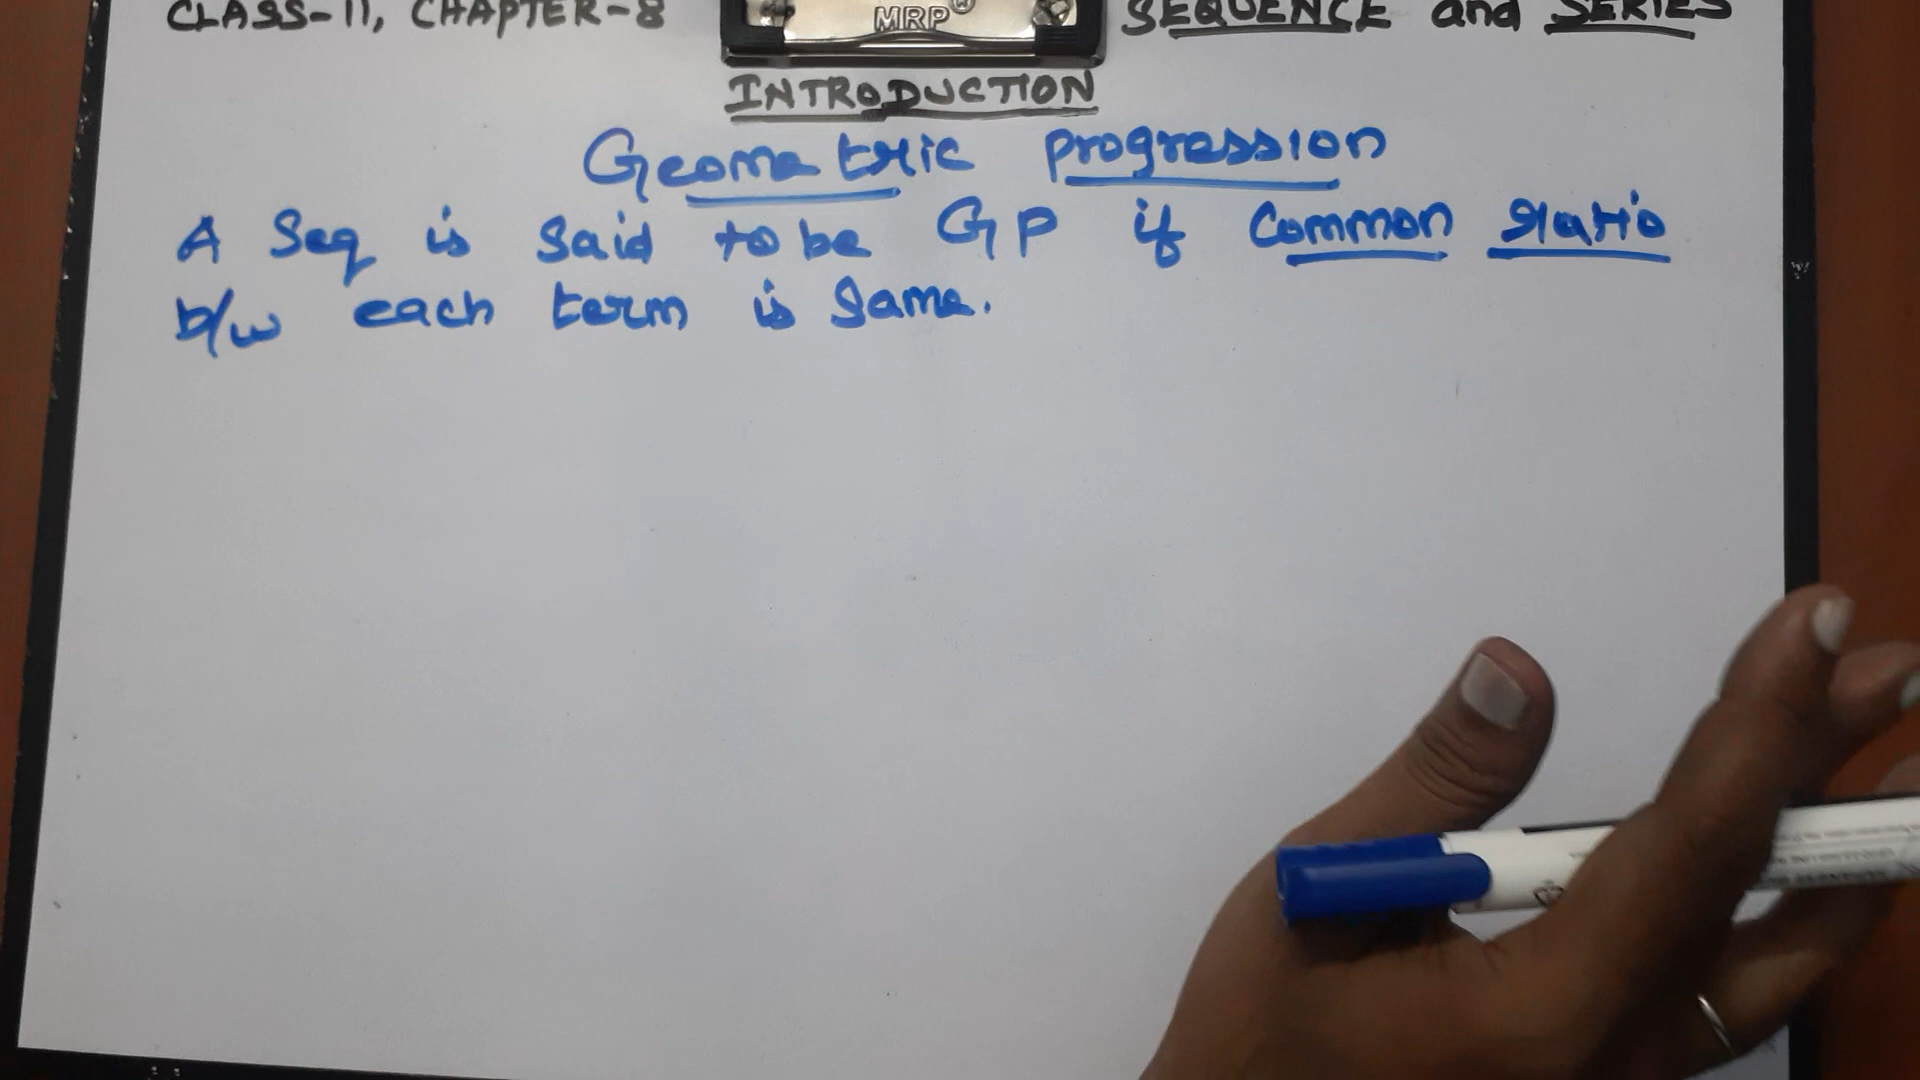 CLASS-11, CHAPTER-8
MRP
SEQUENCE and SERIES
INTRODUCTION
Geometric progression
A Seq is said to be GP if Common ratio
b/w each term is same.